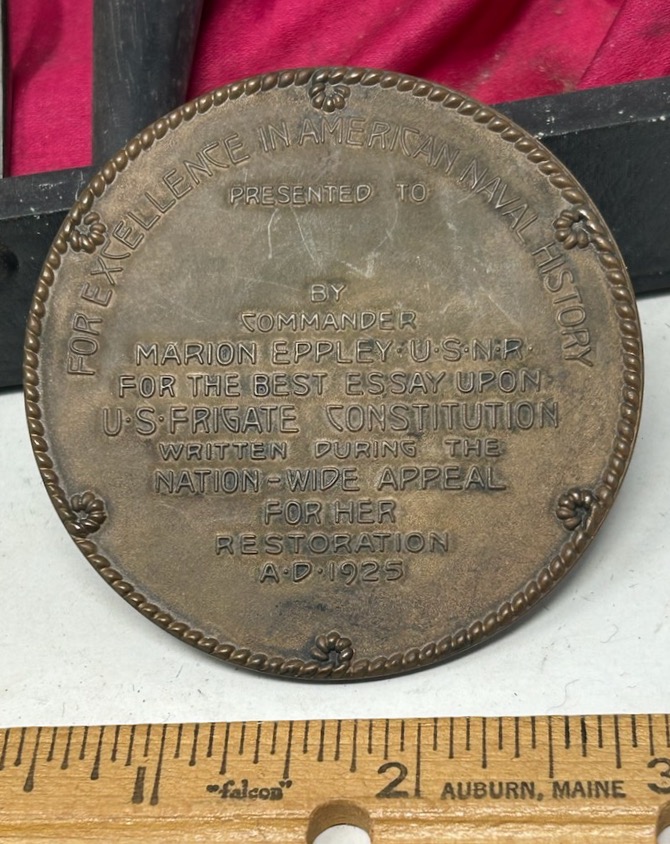 FOR EXCELLENCE IN AMERICAN NAVAL HISTORY
PRESENTED TO
BY
COMMANDER
MARION EPPLEY·U·S·N·R·
FOR THE BEST ESSAY UPON
U·S·FRIGATE CONSTITUTION
WRITTEN DURING THE
NATION-WIDE APPEAL
FOR HER
RESTORATION
A·D·1925
1 "falcon" 2 AUBURN, MAINE 3